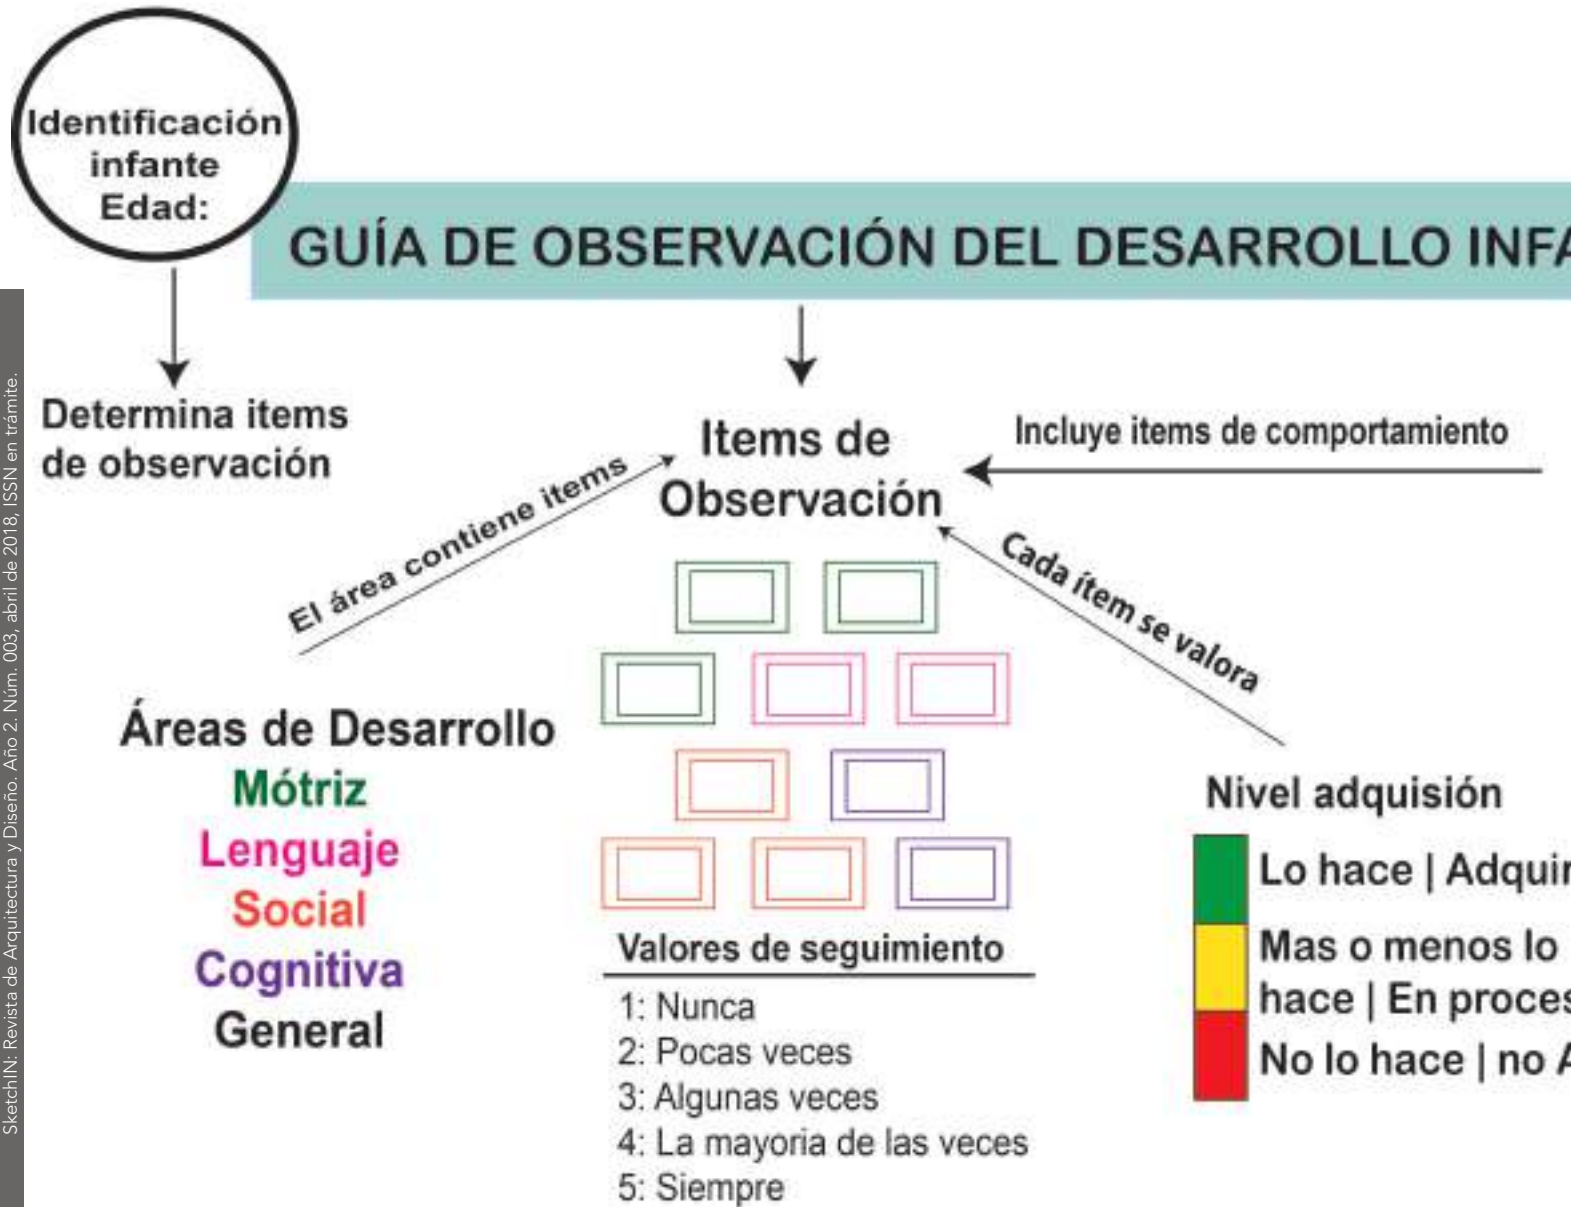 Identificación
infante
Edad:
GUÍA DE OBSERVACIÓN DEL DESARROLLO INFA
Determina items
de observación
Items de
Observación
Incluye items de comportamiento
El área contiene items
Cada ítem se valora
Áreas de Desarrollo
Mótriz
Lenguaje
Social
Cognitiva
General
Valores de seguimiento
1: Nunca
2: Pocas veces
3: Algunas veces
4: La mayoria de las veces
5: Siempre
Nivel adquisión
Lo hace | Adquir
Mas o menos lo
hace | En proces
No lo hace | no A
SketchIN: Revista de Arquitectura y Diseño. Año 2. Núm. 003, abril de 2018, ISSN en trámite.